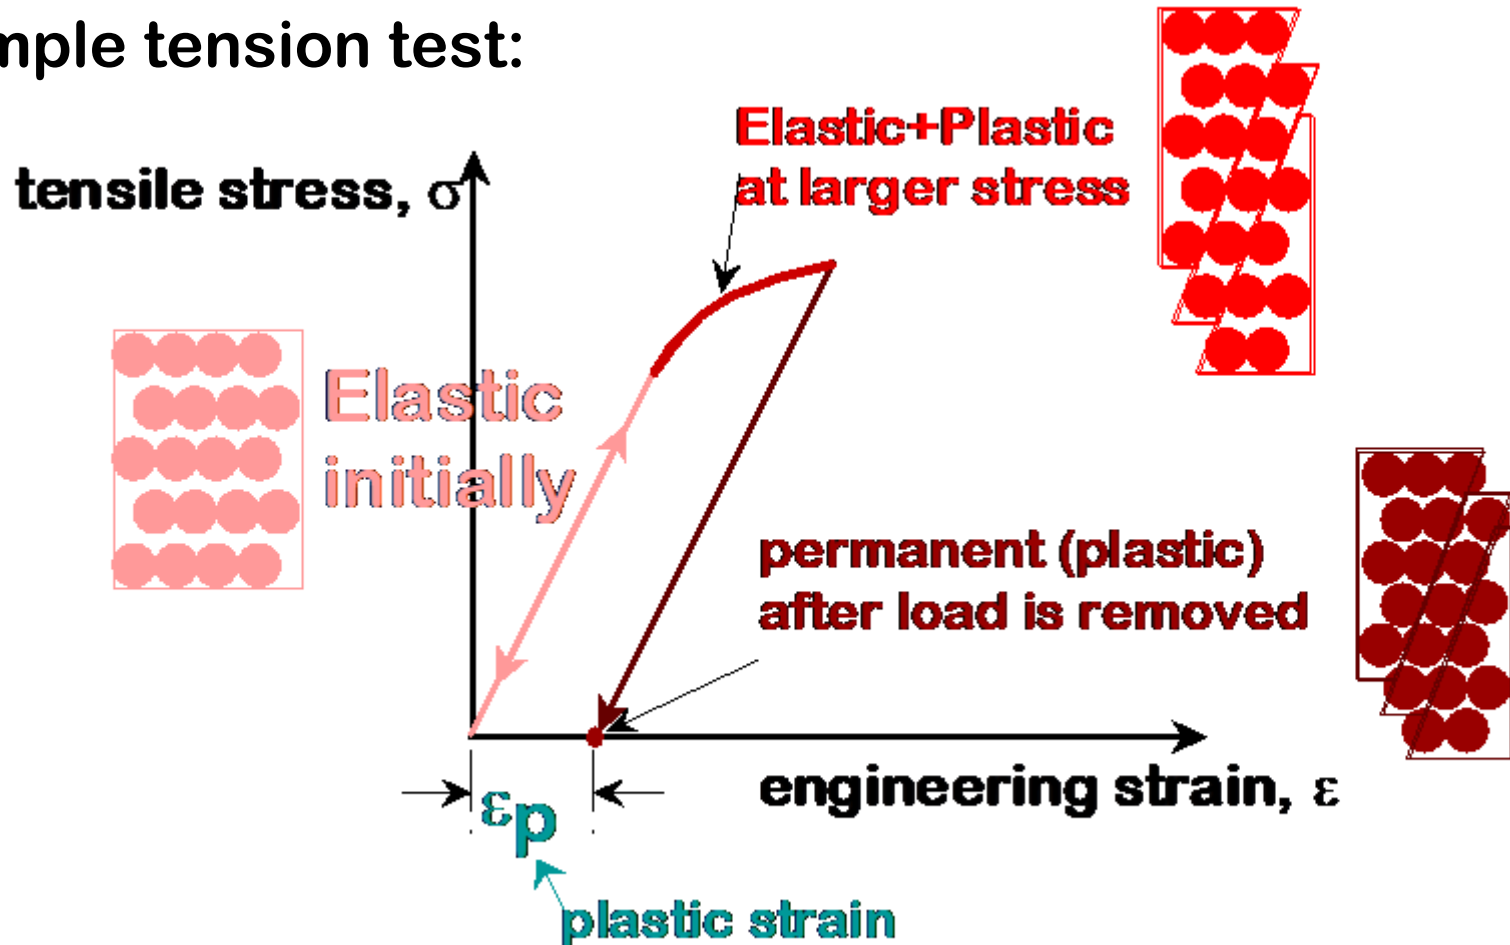 mple tension test:
Elastic+Plastic
at larger stress
tensile stress, σ
Elastic
initially
permanent (plastic)
after load is removed
engineering strain, ε
εp
plastic strain